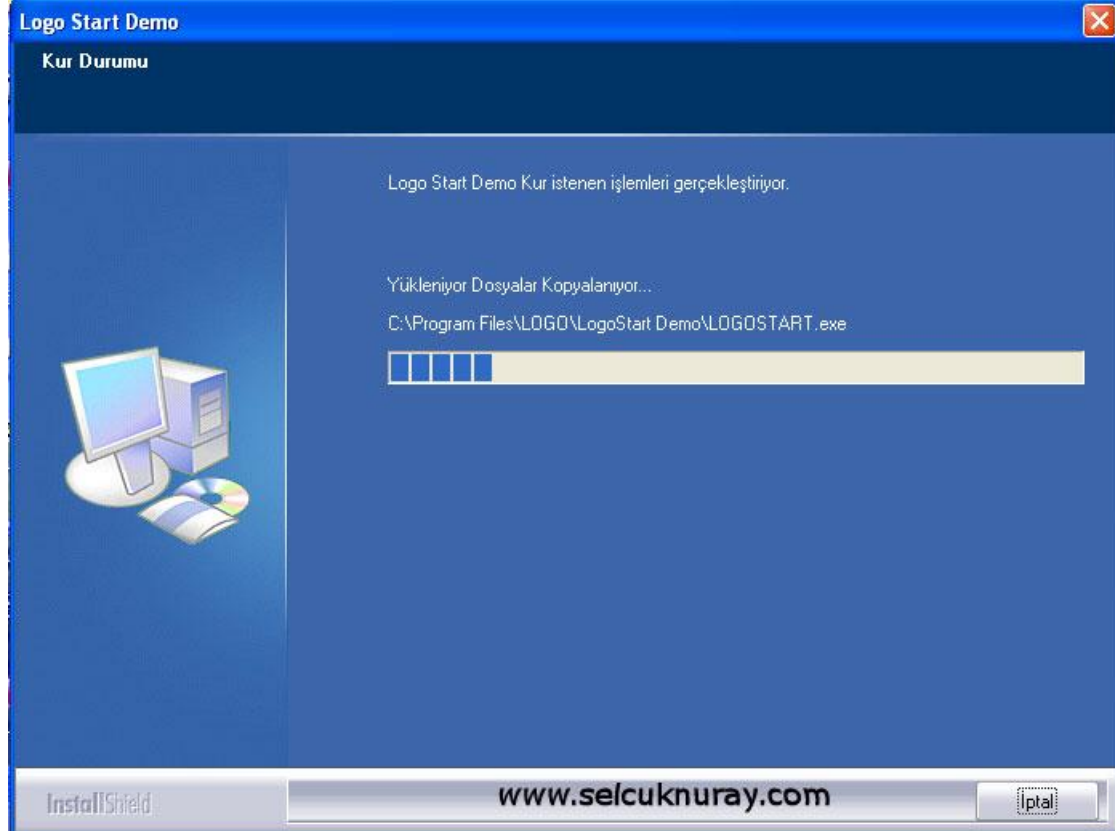 Logo Start Demo
Kur Durumu
Logo Start Demo Kur istenen işlemleri gerçekleştiriyor.
Yükleniyor Dosyalar Kopyalanıyor...
C:\Program Files\LOGO\LogoStart Demo\LOGOSTART.exe
InstallShield
www.selcuknuray.com
İptal